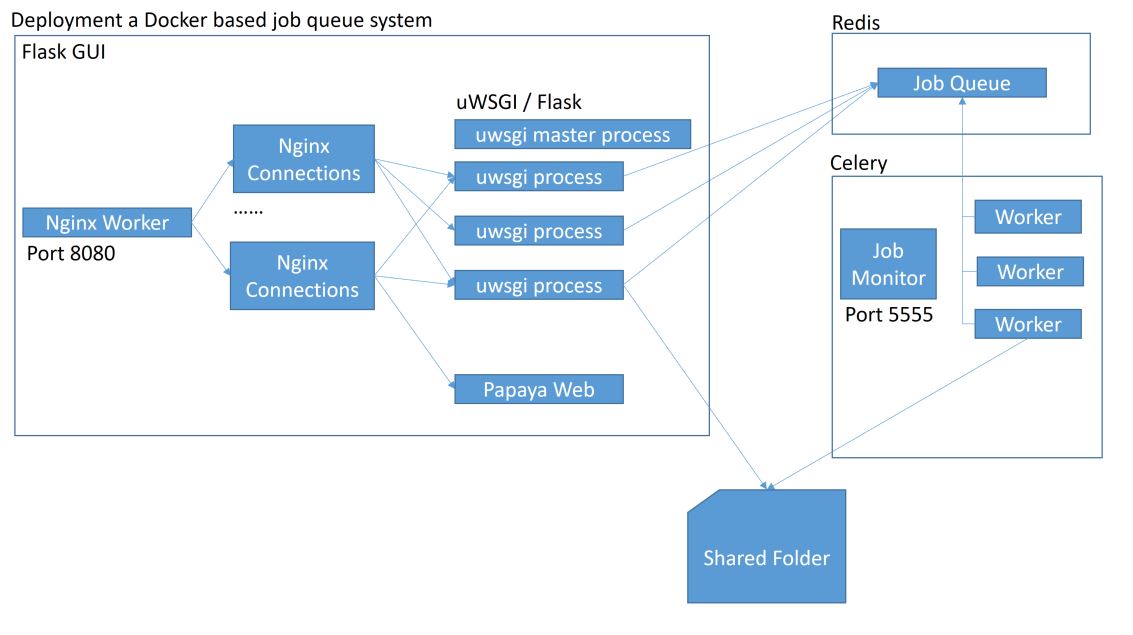 Deployment a Docker based job queue system
Flask GUI
Nginx Worker
Port 8080
Nginx
Connections
......
Nginx
Connections
uWSGI / Flask
uwsgi master process
uwsgi process
uwsgi process
uwsgi process
Papaya Web
Redis
Job Queue
Celery
Job
Monitor
Port 5555
Worker
Worker
Worker
Shared Folder